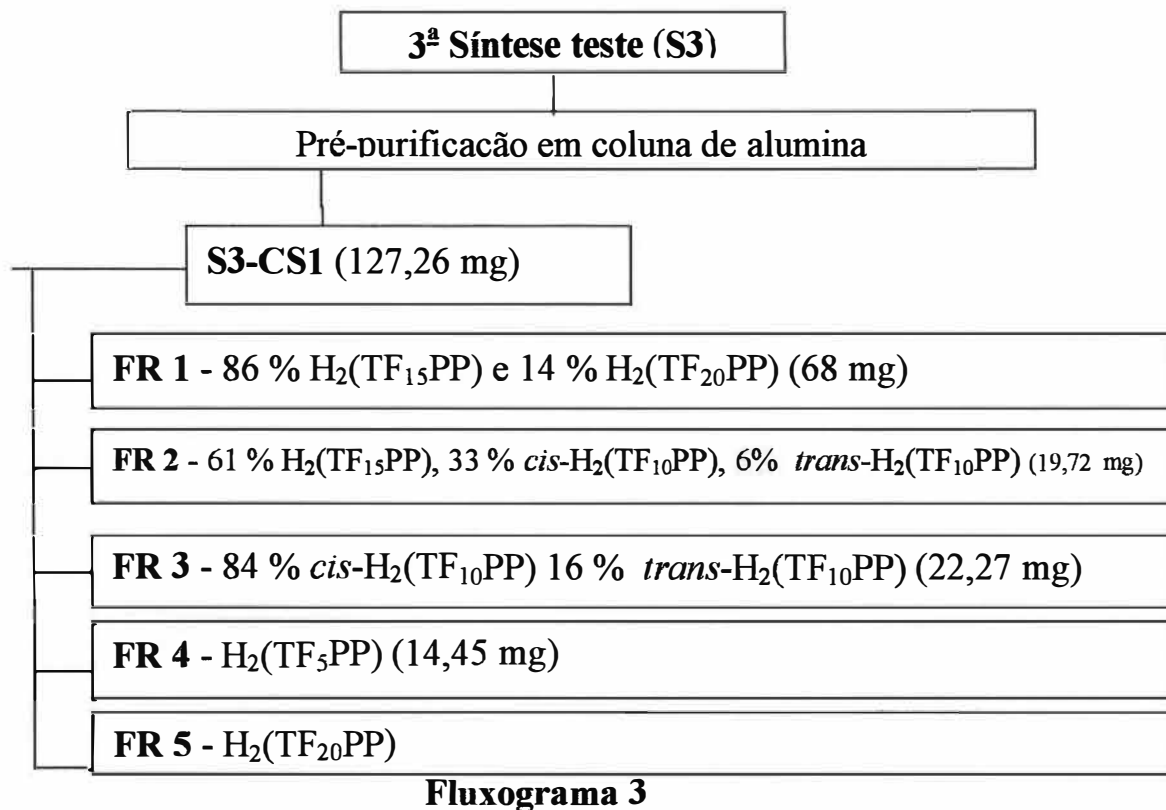 3ª Síntese teste (S3)
Pré-purificação em coluna de alumina
S3-CS1 (127,26 mg)
FR 1 - 86 % H₂(TF₁₅PP) e 14 % H₂(TF₂₀PP) (68 mg)
FR 2 - 61 % H₂(TF₁₅PP), 33 % cis-H₂(TF₁₀PP), 6% trans-H₂(TF₁₀PP) (19,72 mg)
FR 3 - 84 % cis-H₂(TF₁₀PP) 16 % trans-H₂(TF₁₀PP) (22,27 mg)
FR 4 - H₂(TF₅PP) (14,45 mg)
FR 5 - H₂(TF₂₀PP)
Fluxograma 3